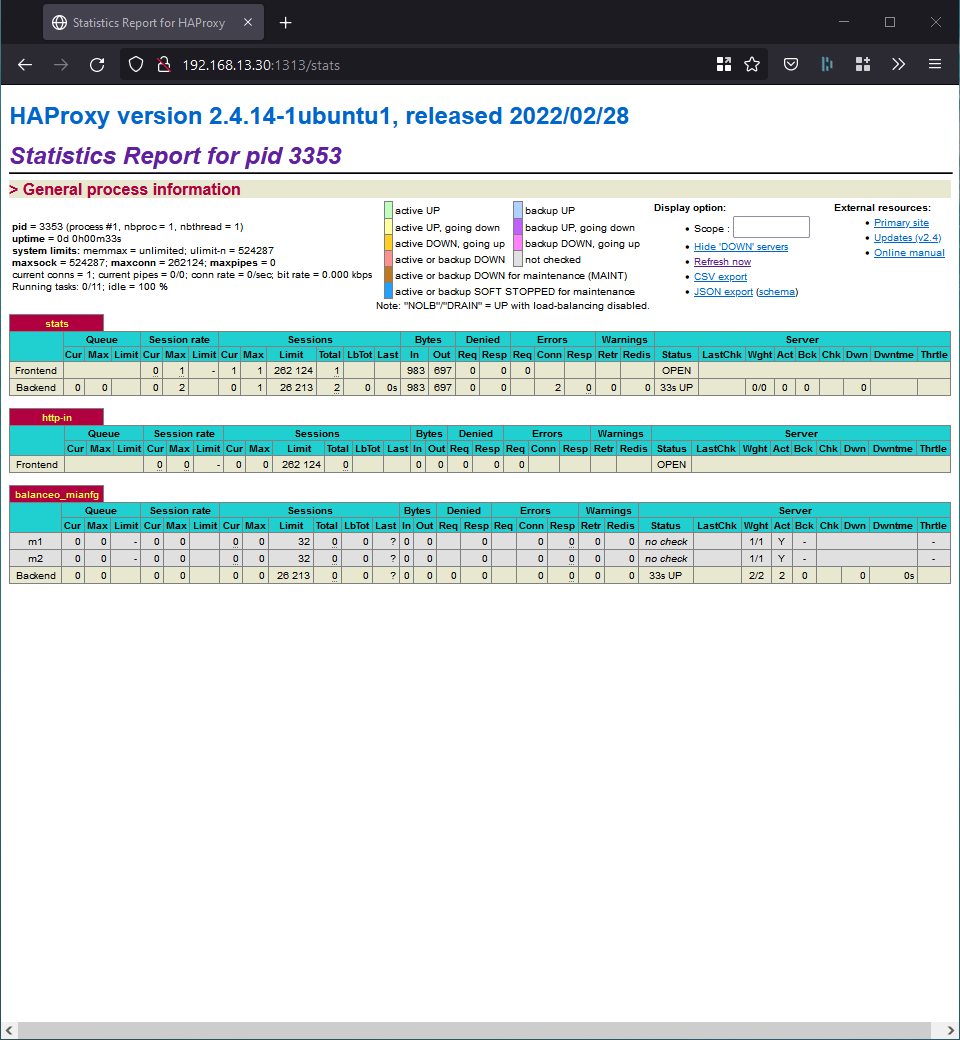 Statistics Report for HAProxy
192.168.13.30:1313/stats
HAProxy version 2.4.14-1ubuntu1, released 2022/02/28
Statistics Report for pid 3353
> General process information
pid = 3353 (process #1, nbproc = 1, nbthread = 1)
uptime = 0d 0h00m33s
system limits: memmax = unlimited; ulimit-n = 524287
maxsock = 524287; maxconn = 262124; maxpipes = 0
current conns = 1; current pipes = 0/0; conn rate = 0/sec; bit rate = 0.000 kbps
Running tasks: 0/11; idle = 100 %
active UP backup UP
active UP, going down backup UP, going down
active DOWN, going up backup DOWN, going up
active or backup DOWN not checked
active or backup DOWN for maintenance (MAINT)
active or backup SOFT STOPPED for maintenance
Note: "NOLB"/"DRAIN" = UP with load-balancing disabled.
Display option:
• Scope :
• Hide 'DOWN' servers
• Refresh now
• CSV export
• JSON export (schema)
External resources:
• Primary site
• Updates (v2.4)
• Online manual
stats
Queue Session rate Sessions Bytes Denied Errors Warnings Server
Cur Max Limit Cur Max Limit Cur Max Limit Total LbTot Last In Out Req Resp Req Conn Resp Retr Redis Status LastChk Wght Act Bck Chk Dwn Dwntme Thrtle
Frontend 0 1 - 1 1 262 124 1 983 697 0 0 0 OPEN
Backend 0 0 0 2 0 1 26 213 2 0 0s 983 697 0 0 2 0 0 0 33s UP 0/0 0 0 0
http-in
Queue Session rate Sessions Bytes Denied Errors Warnings Server
Cur Max Limit Cur Max Limit Cur Max Limit Total LbTot Last In Out Req Resp Req Conn Resp Retr Redis Status LastChk Wght Act Bck Chk Dwn Dwntme Thrtle
Frontend 0 0 - 0 0 262 124 0 0 0 0 0 0 OPEN
balanceo_mianfg
Queue Session rate Sessions Bytes Denied Errors Warnings Server
Cur Max Limit Cur Max Limit Cur Max Limit Total LbTot Last In Out Req Resp Req Conn Resp Retr Redis Status LastChk Wght Act Bck Chk Dwn Dwntme Thrtle
m1 0 0 - 0 0 0 0 32 0 0 ? 0 0 0 0 0 0 0 no check 1/1 Y - -
m2 0 0 - 0 0 0 0 32 0 0 ? 0 0 0 0 0 0 0 no check 1/1 Y - -
Backend 0 0 0 0 0 0 26 213 0 0 ? 0 0 0 0 0 0 0 0 33s UP 2/2 2 0 0 0s